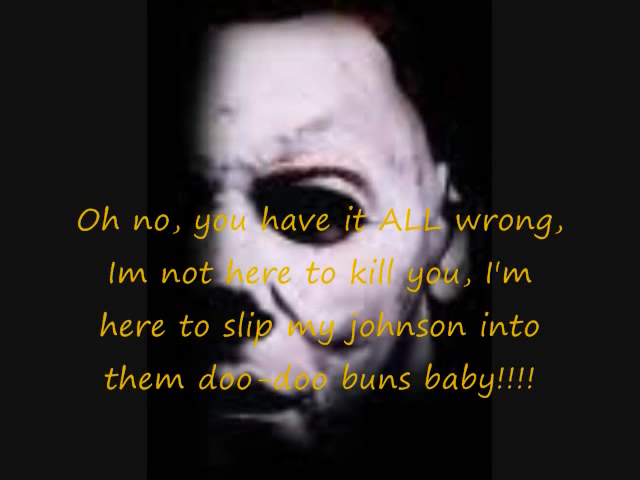 Oh no, you have it ALL wrong,
Im not here to kill you, I'm
here to slip my johnson into
them doo-doo buns baby!!!!